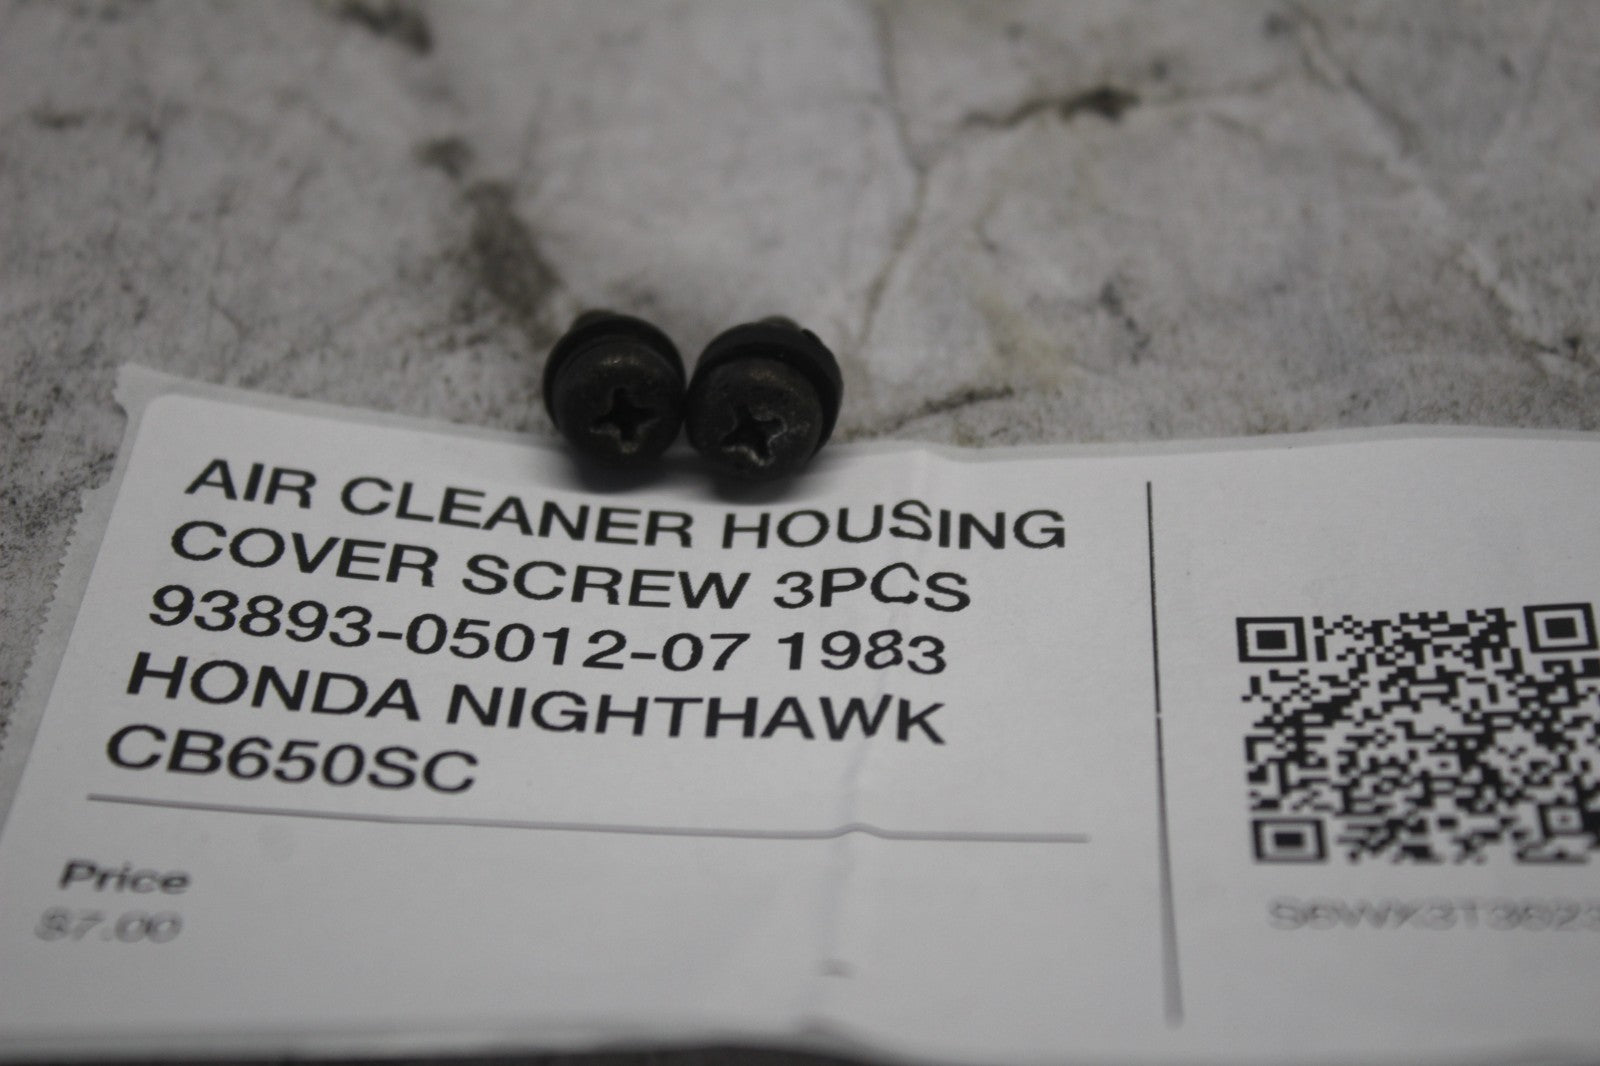 AIR CLEANER HOUSING
COVER SCREW 3PCS
93893-05012-07 1983
HONDA NIGHTHAWK
CB650SC
Price
$7.00